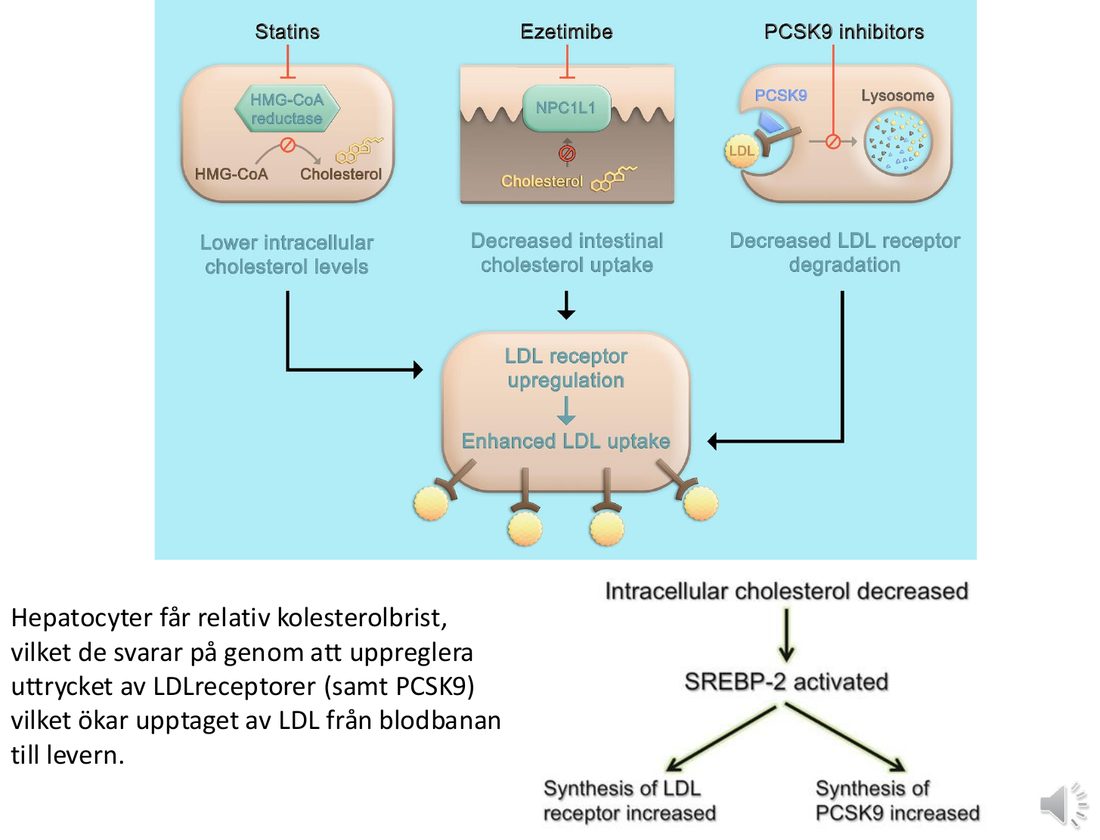 Statins
HMG-CoA
reductase
HMG-CoA
Cholesterol
Lower intracellular
cholesterol levels
Ezetimibe
NPC1L1
Cholesterol
Decreased intestinal
cholesterol uptake
PCSK9 inhibitors
PCSK9
Lysosome
LDL
Decreased LDL receptor
degradation
LDL receptor
upregulation
Enhanced LDL uptake
Hepatocyter får relativ kolesterolbrist,
vilket de svarar på genom att uppreglera
uttrycket av LDLreceptorer (samt PCSK9)
vilket ökar upptaget av LDL från blodbanan
till levern.
Intracellular cholesterol decreased
SREBP-2 activated
Synthesis of LDL
receptor increased
Synthesis of
PCSK9 increased